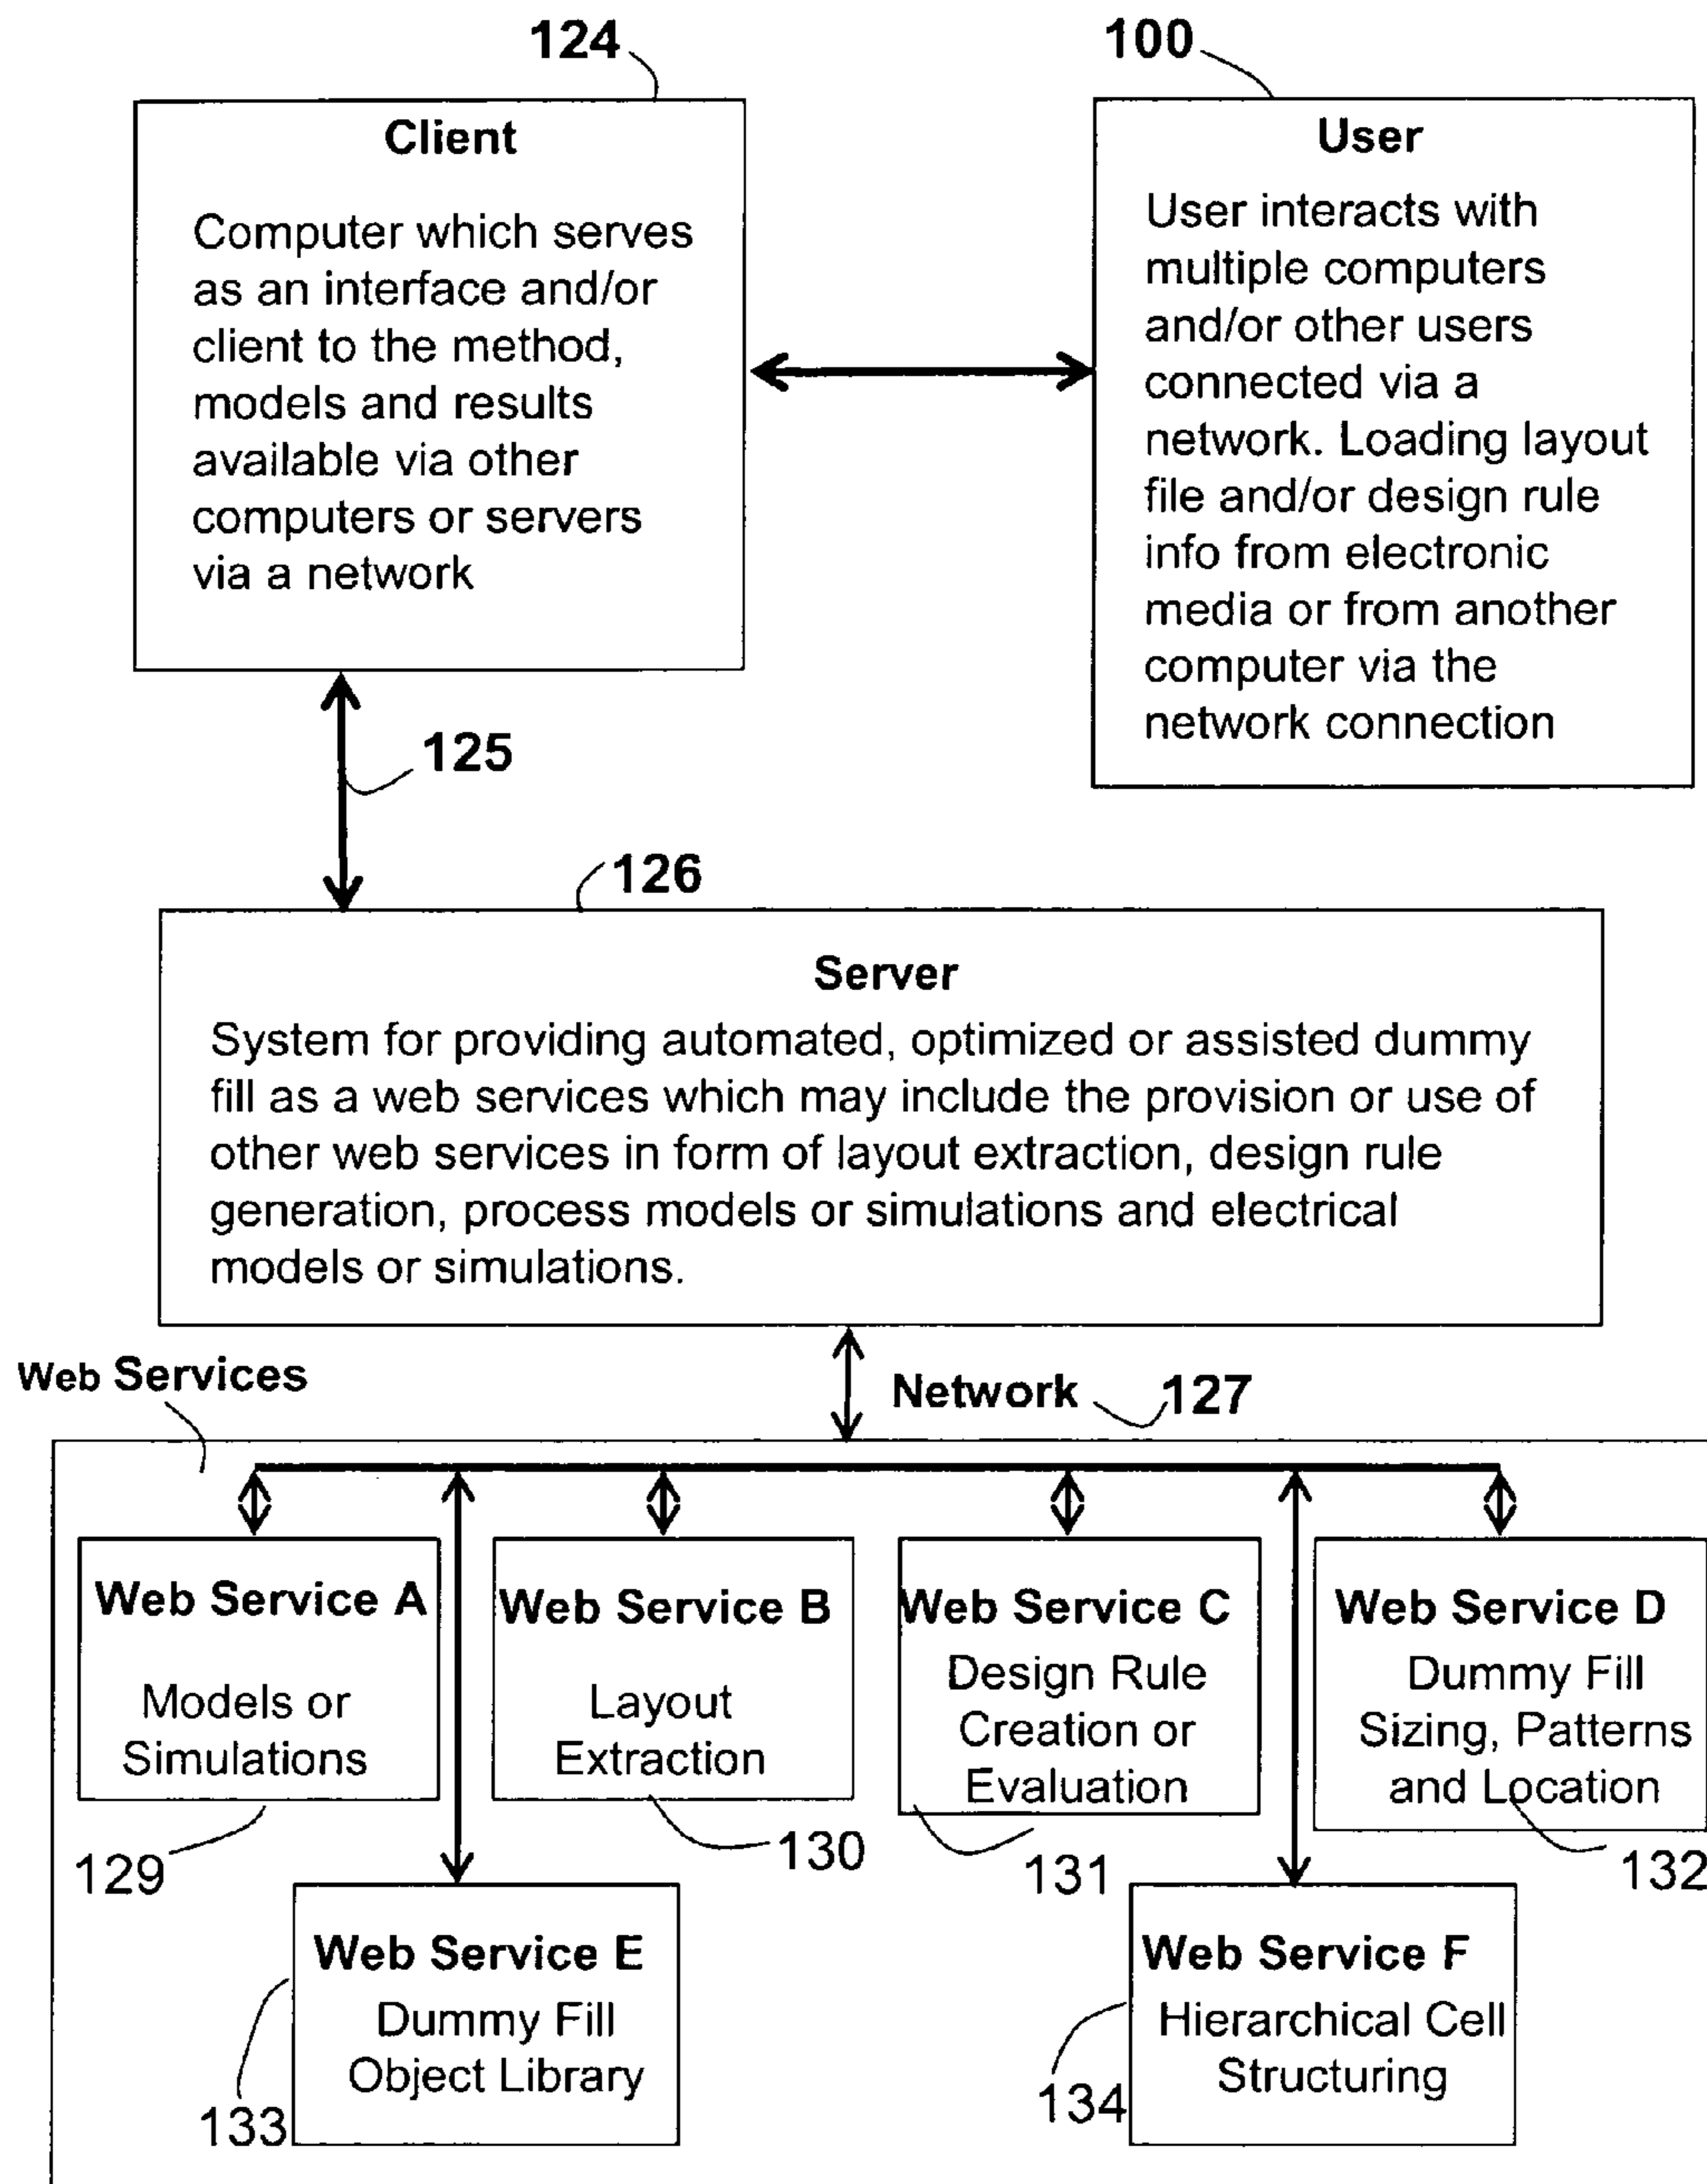 124
Client
Computer which serves
as an interface and/or
client to the method,
models and results
available via other
computers or servers
via a network
100
User
User interacts with
multiple computers
and/or other users
connected via a
network. Loading layout
file and/or design rule
info from electronic
media or from another
computer via the
network connection
125
126
Server
System for providing automated, optimized or assisted dummy
fill as a web services which may include the provision or use of
other web services in form of layout extraction, design rule
generation, process models or simulations and electrical
models or simulations.
Web Services
Network
127
Web Service A
Models or
Simulations
129
Web Service B
Layout
Extraction
130
Web Service C
Design Rule
Creation or
Evaluation
131
Web Service D
Dummy Fill
Sizing, Patterns
and Location
132
Web Service E
Dummy Fill
Object Library
133
Web Service F
Hierarchical Cell
Structuring
134